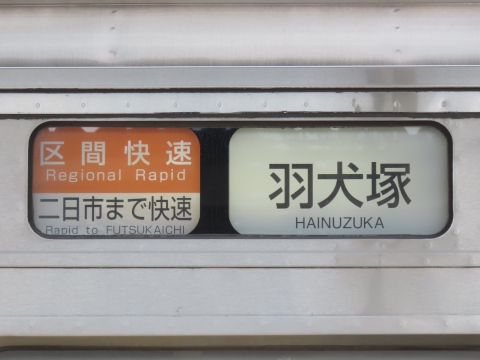 区間快速
Regional Rapid
二日市まで快速
Rapid to FUTSUKAICHI
羽犬塚
HAINUZUKA